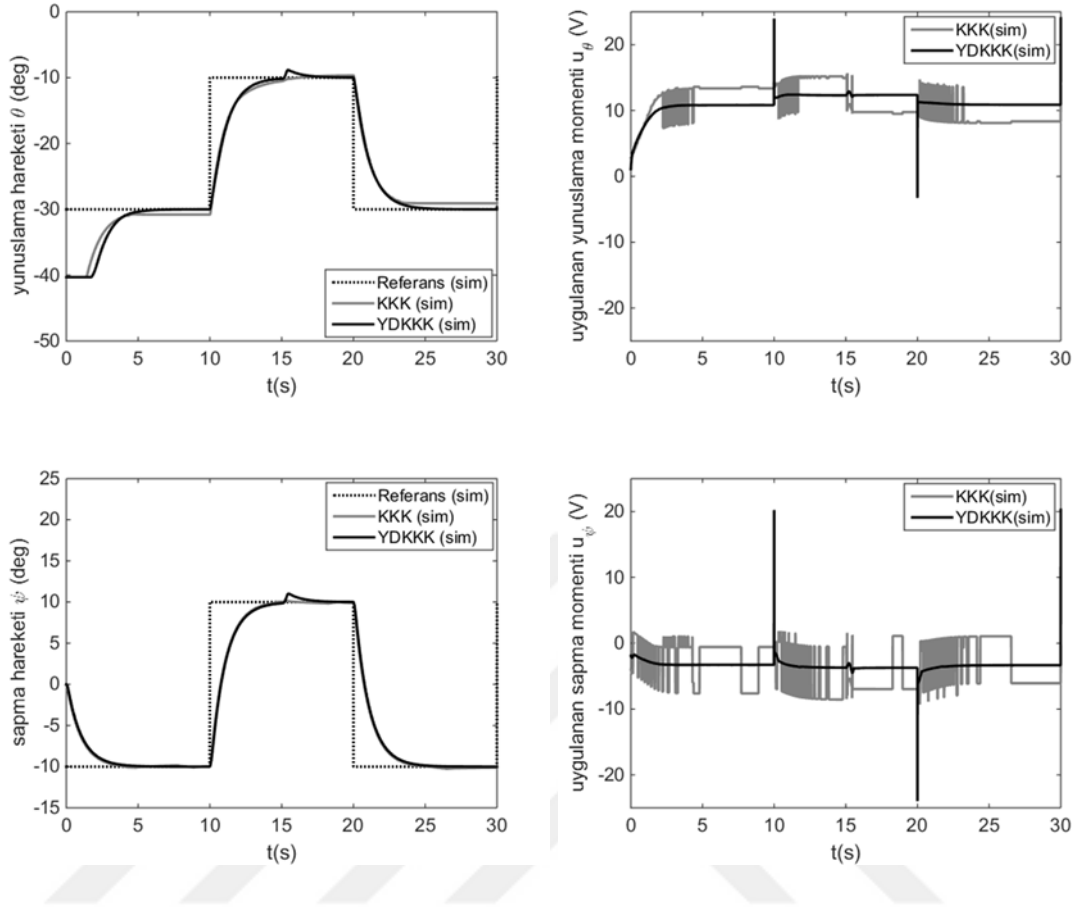 yunuslama hareketi θ (deg)
-10
-20
-30
-40
-50
0
0 5 10 15 20 25 30
t(s)
Referans (sim)
KKK (sim)
YDKKK (sim)
uygulanan yunuslama momenti u_θ (V)
20
10
0
-10
-20
0 5 10 15 20 25 30
t(s)
KKK(sim)
YDKKK(sim)
sapma hareketi ψ (deg)
25
20
15
10
5
0
-5
-10
-15
0 5 10 15 20 25 30
t(s)
Referans (sim)
KKK (sim)
YDKKK (sim)
uygulanan sapma momenti u_ψ (V)
20
10
0
-10
-20
0 5 10 15 20 25 30
t(s)
KKK(sim)
YDKKK(sim)